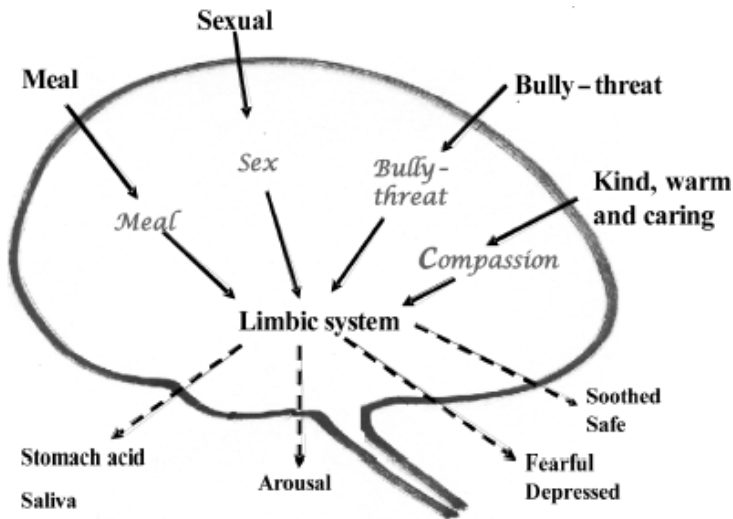 Sexual
Meal
Bully-threat
Kind, warm
and caring
Sex
Bully-
threat
Meal
Compassion
Limbic system
Soothed
Safe
Stomach acid
Saliva
Arousal
Fearful
Depressed